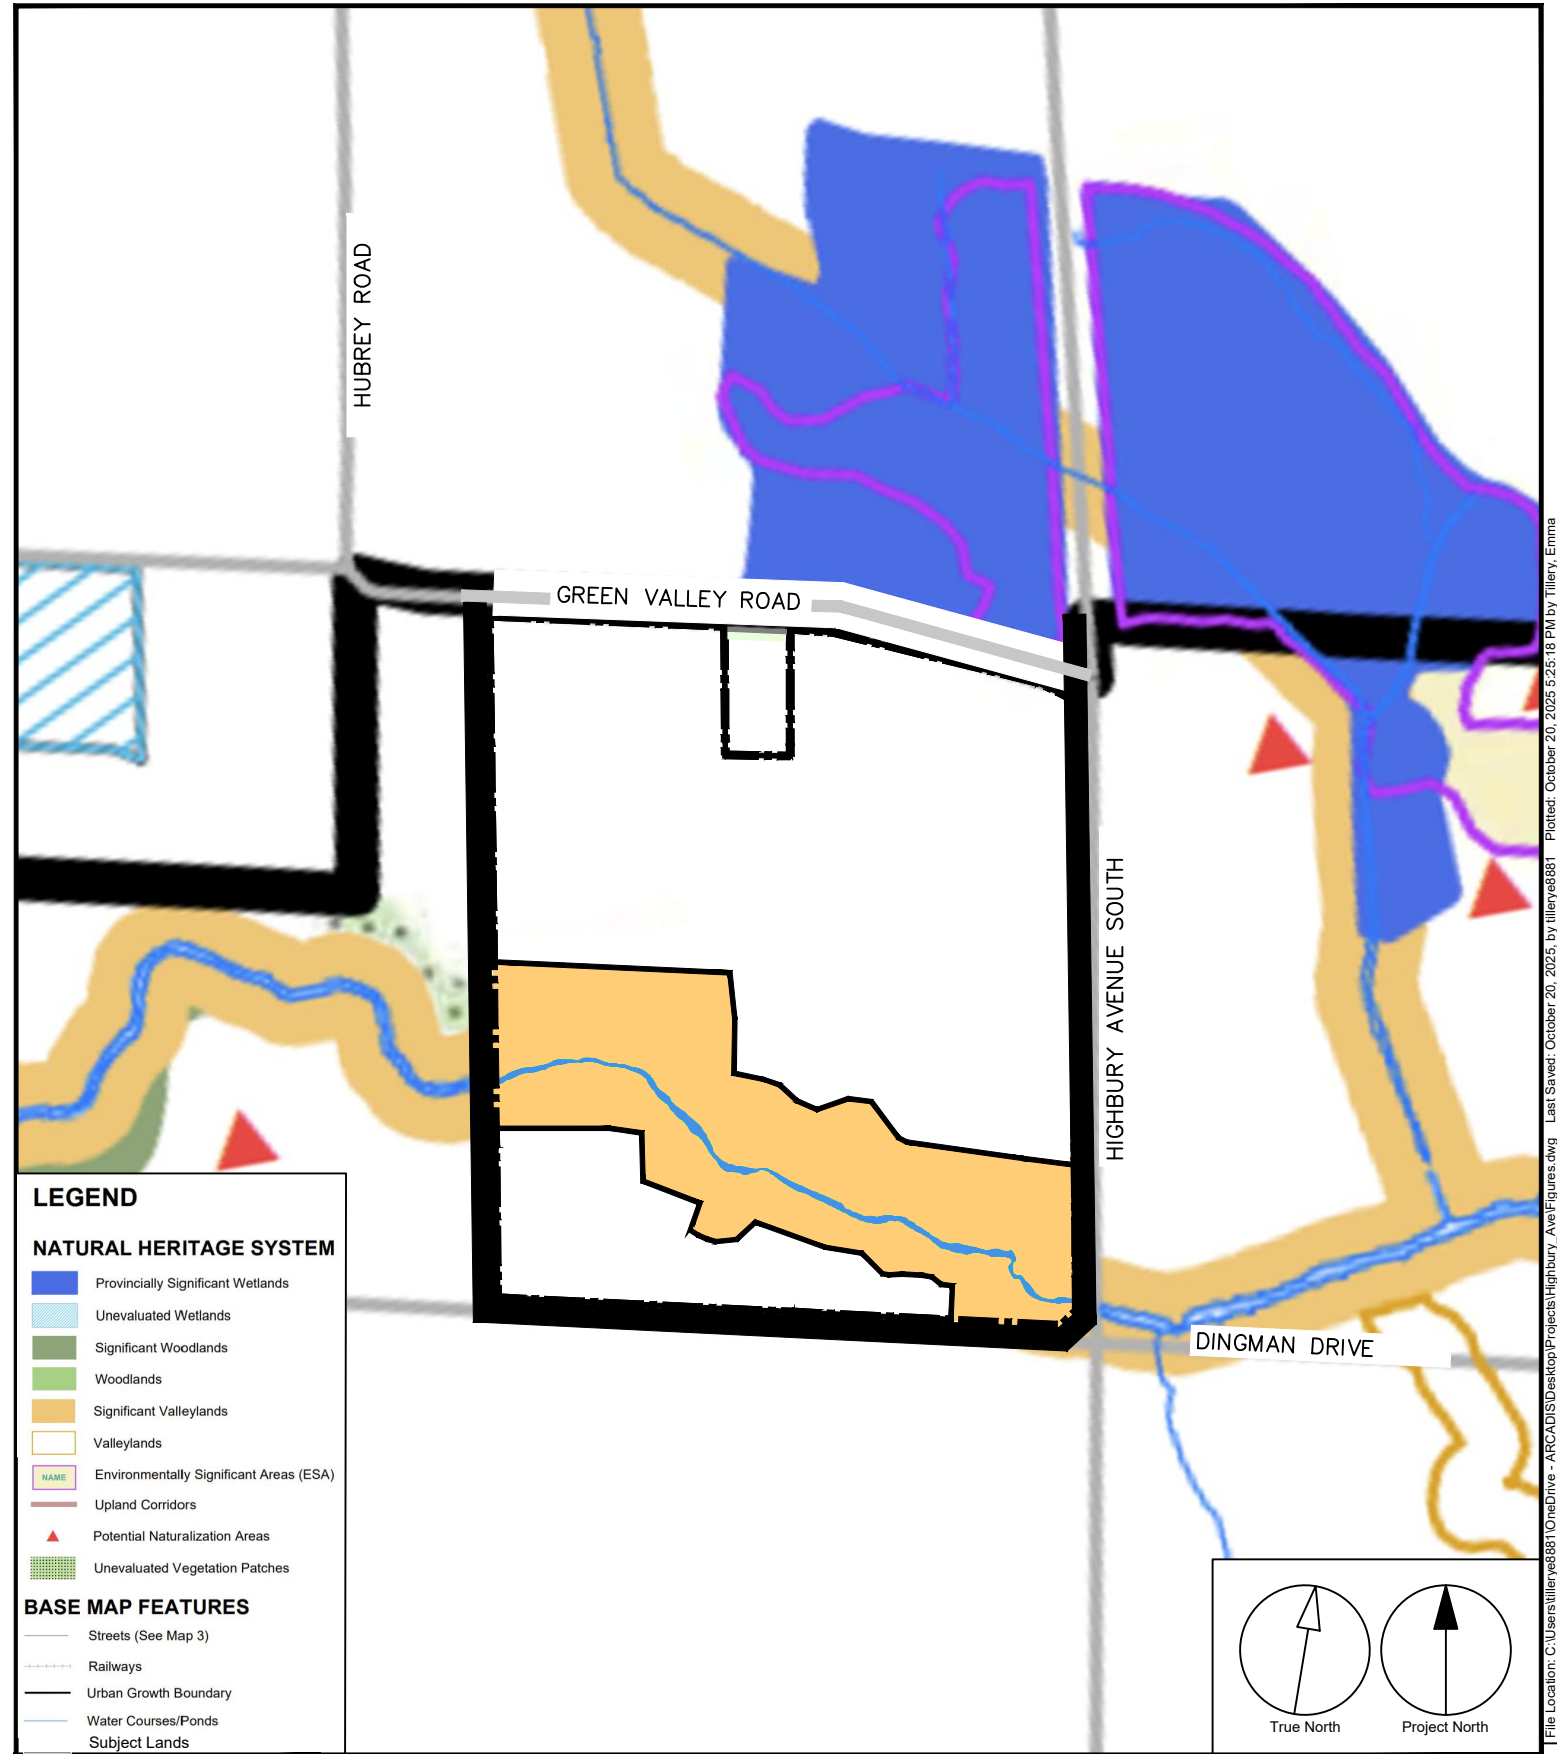 HUBREY ROAD
GREEN VALLEY ROAD
HIGHBURY AVENUE SOUTH
DINGMAN DRIVE
LEGEND
NATURAL HERITAGE SYSTEM
Provincially Significant Wetlands
Unevaluated Wetlands
Significant Woodlands
Woodlands
Significant Valleylands
Valleylands
NAME
Environmentally Significant Areas (ESA)
Upland Corridors
Potential Naturalization Areas
Unevaluated Vegetation Patches
BASE MAP FEATURES
Streets (See Map 3)
Railways
Urban Growth Boundary
Water Courses/Ponds
Subject Lands
True North
Project North
File Location: C:\Users\tillerye8881\OneDrive - ARCADIS\Desktop\Projects\Highbury_Ave\Figures.dwg Last Saved: October 20, 2025, by tillerye8881 Plotted: October 20, 2025 5:25:18 PM by Tillery, Emma